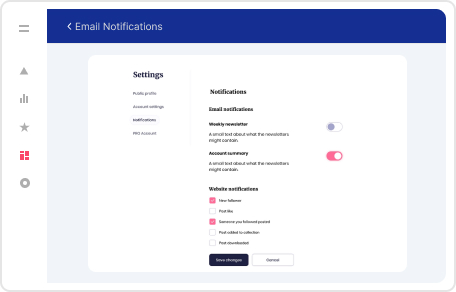 Email Notifications
Settings
Public profile
Account settings
Notifications
PRO Account
Notifications
Email notifications
Weekly newsletter
A small text about what the newsletters
might contain
Account summary
A small text about what the newsletters
might contain
Website notifications
New follower
Post like
Someone you followed posted
Post added to collection
Post downloaded
Save changes
Cancel